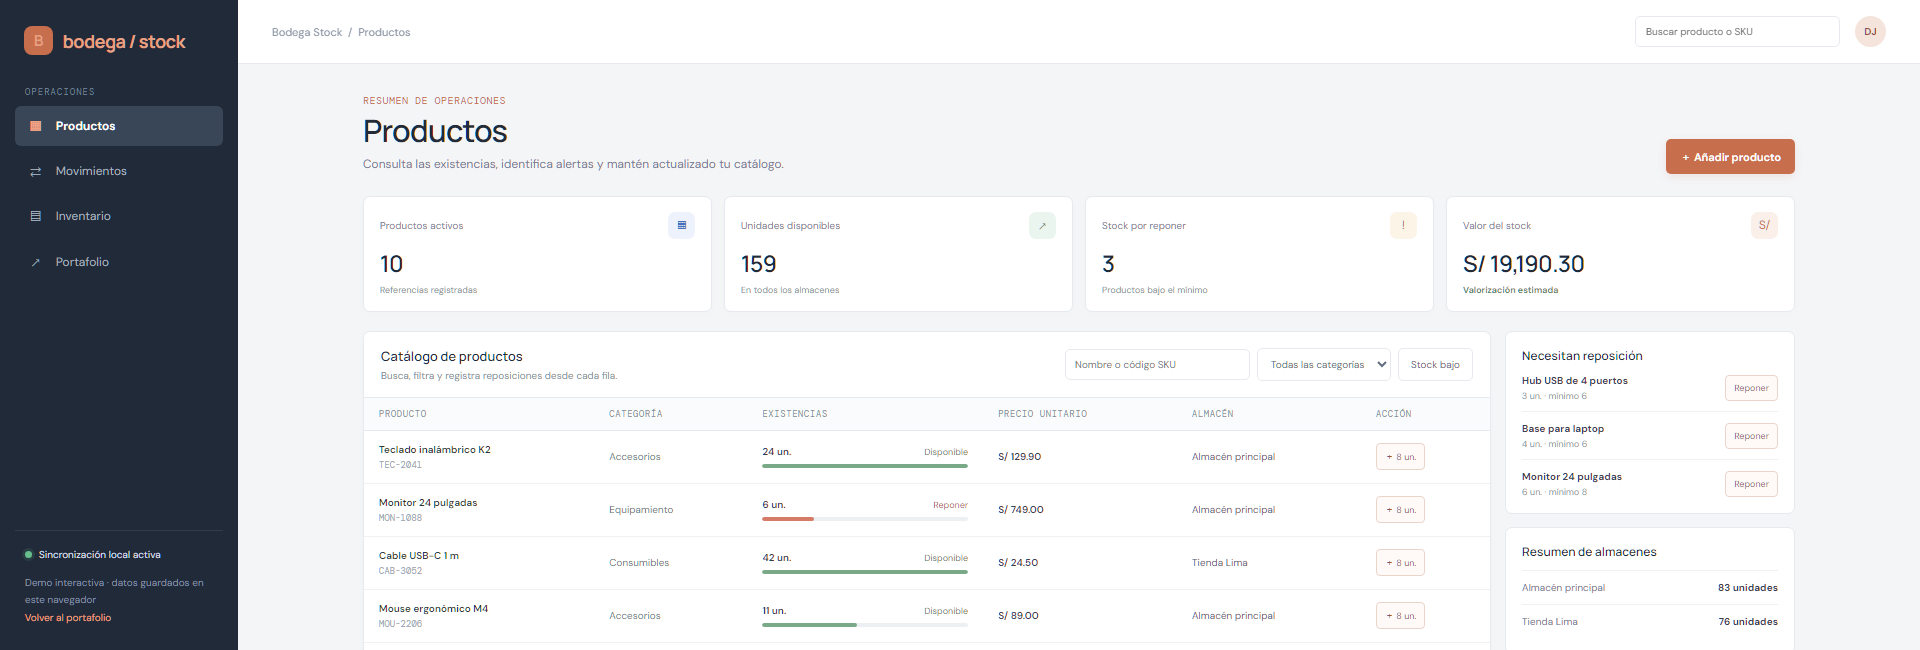 B bodega / stock
OPERACIONES
Productos
Movimientos
Inventario
Portafolio
Sincronización local activa
Demo interactiva · datos guardados en
este navegador
Volver al portafolio
Bodega Stock / Productos
Buscar producto o SKU
DJ
RESUMEN DE OPERACIONES
Productos
Consulta las existencias, identifica alertas y mantén actualizado tu catálogo.
+ Añadir producto
Productos activos
10
Referencias registradas
Unidades disponibles
159
En todos los almacenes
Stock por reponer
!
3
Productos bajo el mínimo
Valor del stock
S/
S/ 19,190.30
Valorización estimada
Catálogo de productos
Busca, filtra y registra reposiciones desde cada fila.
Nombre o código SKU
Todas las categorías
Stock bajo
PRODUCTO CATEGORÍA EXISTENCIAS PRECIO UNITARIO ALMACÉN ACCIÓN
Teclado inalámbrico K2
TEC-2041
Accesorios
24 un. Disponible
S/ 129.90
Almacén principal
+ 8 un.
Monitor 24 pulgadas
MON-1088
Equipamiento
6 un. Reponer
S/ 749.00
Almacén principal
+ 8 un.
Cable USB-C 1 m
CAB-3052
Consumibles
42 un. Disponible
S/ 24.50
Tienda Lima
+ 8 un.
Mouse ergonómico M4
MOU-2206
Accesorios
11 un. Disponible
S/ 89.00
Almacén principal
+ 8 un.
Necesitan reposición
Hub USB de 4 puertos
3 un. · mínimo 6
Reponer
Base para laptop
4 un. · mínimo 6
Reponer
Monitor 24 pulgadas
6 un. · mínimo 8
Reponer
Resumen de almacenes
Almacén principal 83 unidades
Tienda Lima 76 unidades